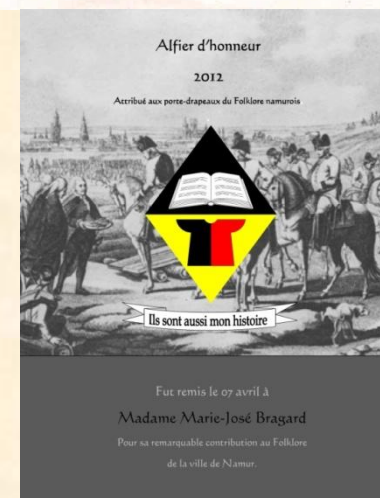 Alfier d'honneur
2012
Attribué aux porte-drapeaux du Folklore namurois
Ils sont aussi mon histoire
Fut remis le 07 avril à
Madame Marie-José Bragard
Pour sa remarquable contribution au Folklore
de la ville de Namur.